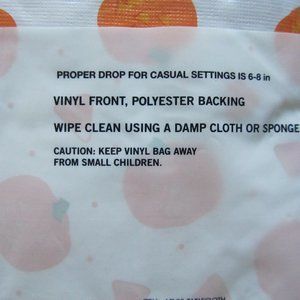 PROPER DROP FOR CASUAL SETTINGS IS 6-8 in
VINYL FRONT, POLYESTER BACKING
WIPE CLEAN USING A DAMP CLOTH OR SPONGE
CAUTION: KEEP VINYL BAG AWAY
FROM SMALL CHILDREN.